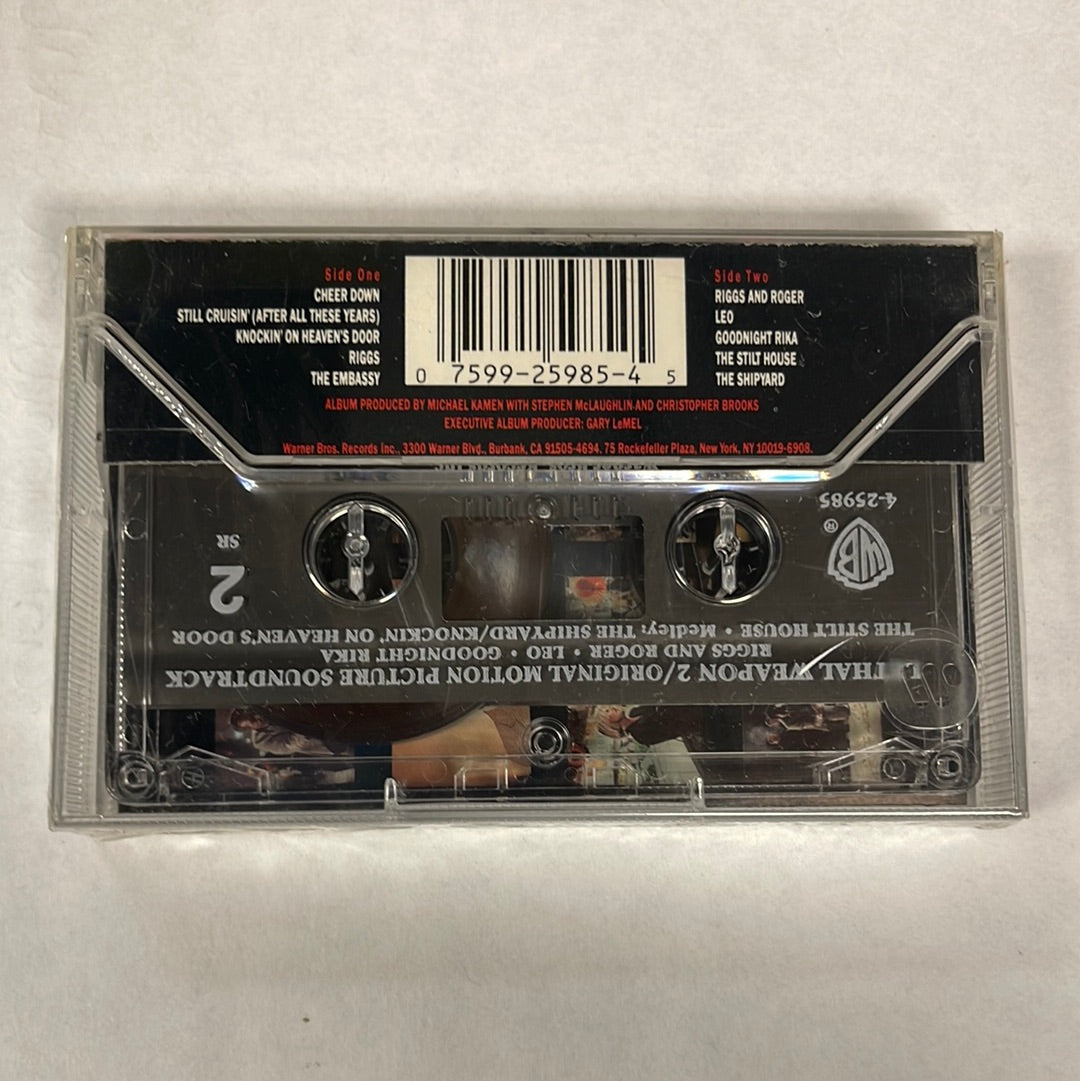 Side One
CHEER DOWN
STILL CRUISIN' (AFTER ALL THESE YEARS)
KNOCKIN' ON HEAVEN'S DOOR
RIGGS
THE EMBASSY
0 7599-25985-4 5
Side Two
RIGGS AND ROGER
LEO
GOODNIGHT RIKA
THE STILT HOUSE
THE SHIPYARD
ALBUM PRODUCED BY MICHAEL KAMEN WITH STEPHEN McLAUGHLIN AND CHRISTOPHER BROOKS
EXECUTIVE ALBUM PRODUCER: GARY LeMEL
Warner Bros. Records Inc., 3300 Warner Blvd., Burbank, CA 91505-4694. 75 Rockefeller Plaza, New York, NY 10019-6908.
THAL WEAPON 2/ORIGINAL MOTION PICTURE SOUNDTRACK
RIGGS AND ROGER • LEO • GOODNIGHT RIKA
THE STILT HOUSE • Medley: THE SHIPYARD/KNOCKIN' ON HEAVEN'S DOOR
2
SR
WB
®
4-25985